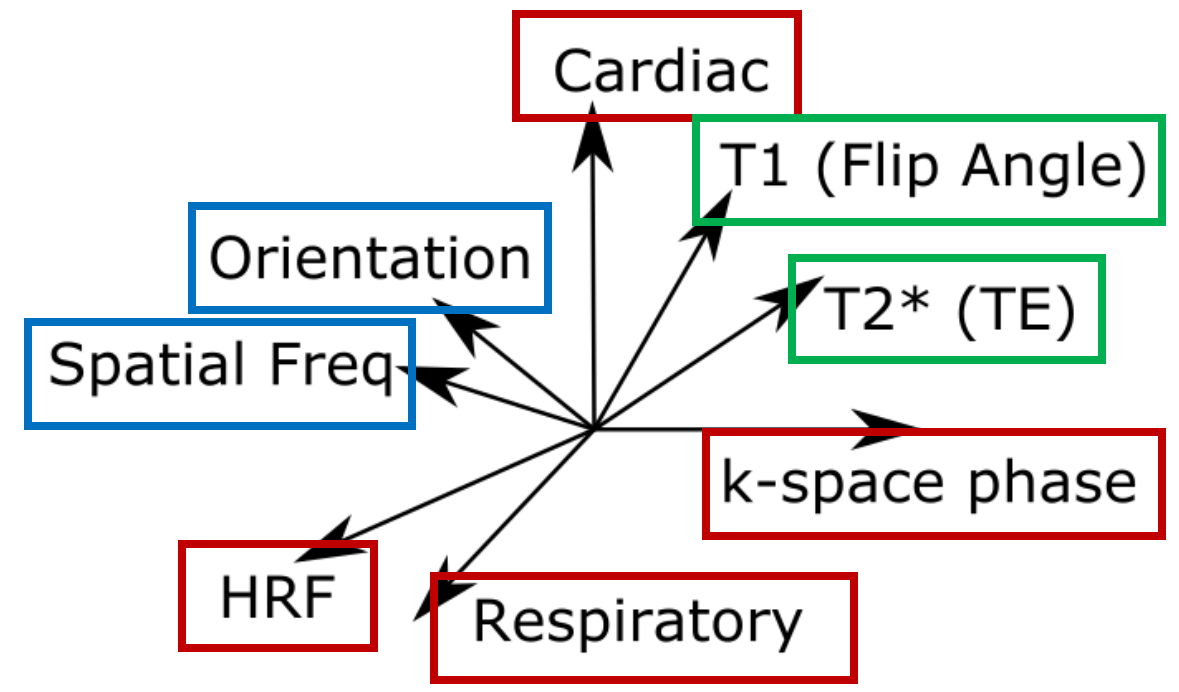 Cardiac
T1 (Flip Angle)
Orientation
T2* (TE)
Spatial Freq
k-space phase
HRF
Respiratory